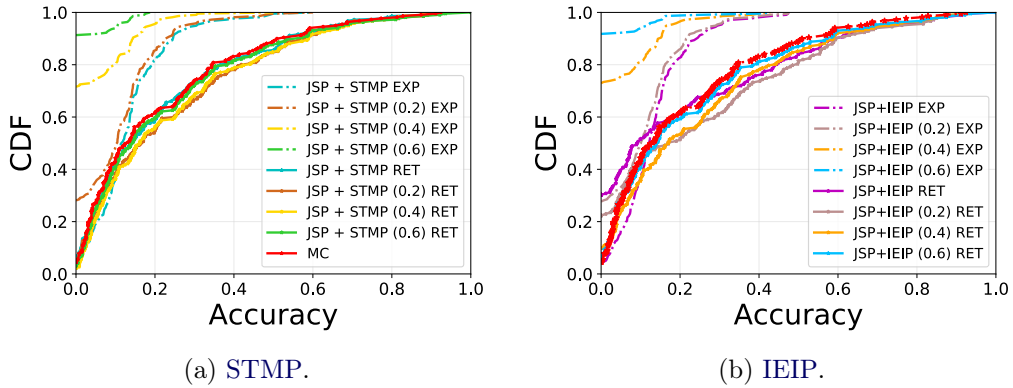 CDF
1.0
0.8
0.6
0.4
0.2
0.0
JSP + STMP EXP
JSP + STMP (0.2) EXP
JSP + STMP (0.4) EXP
JSP + STMP (0.6) EXP
JSP + STMP RET
JSP + STMP (0.2) RET
JSP + STMP (0.4) RET
JSP + STMP (0.6) RET
MC
0.0 0.2 0.4 0.6 0.8 1.0
Accuracy
(a) STMP.
CDF
1.0
0.8
0.6
0.4
0.2
0.0
JSP+IEIP EXP
JSP+IEIP (0.2) EXP
JSP+IEIP (0.4) EXP
JSP+IEIP (0.6) EXP
JSP+IEIP RET
JSP+IEIP (0.2) RET
JSP+IEIP (0.4) RET
JSP+IEIP (0.6) RET
0.0 0.2 0.4 0.6 0.8 1.0
Accuracy
(b) IEIP.